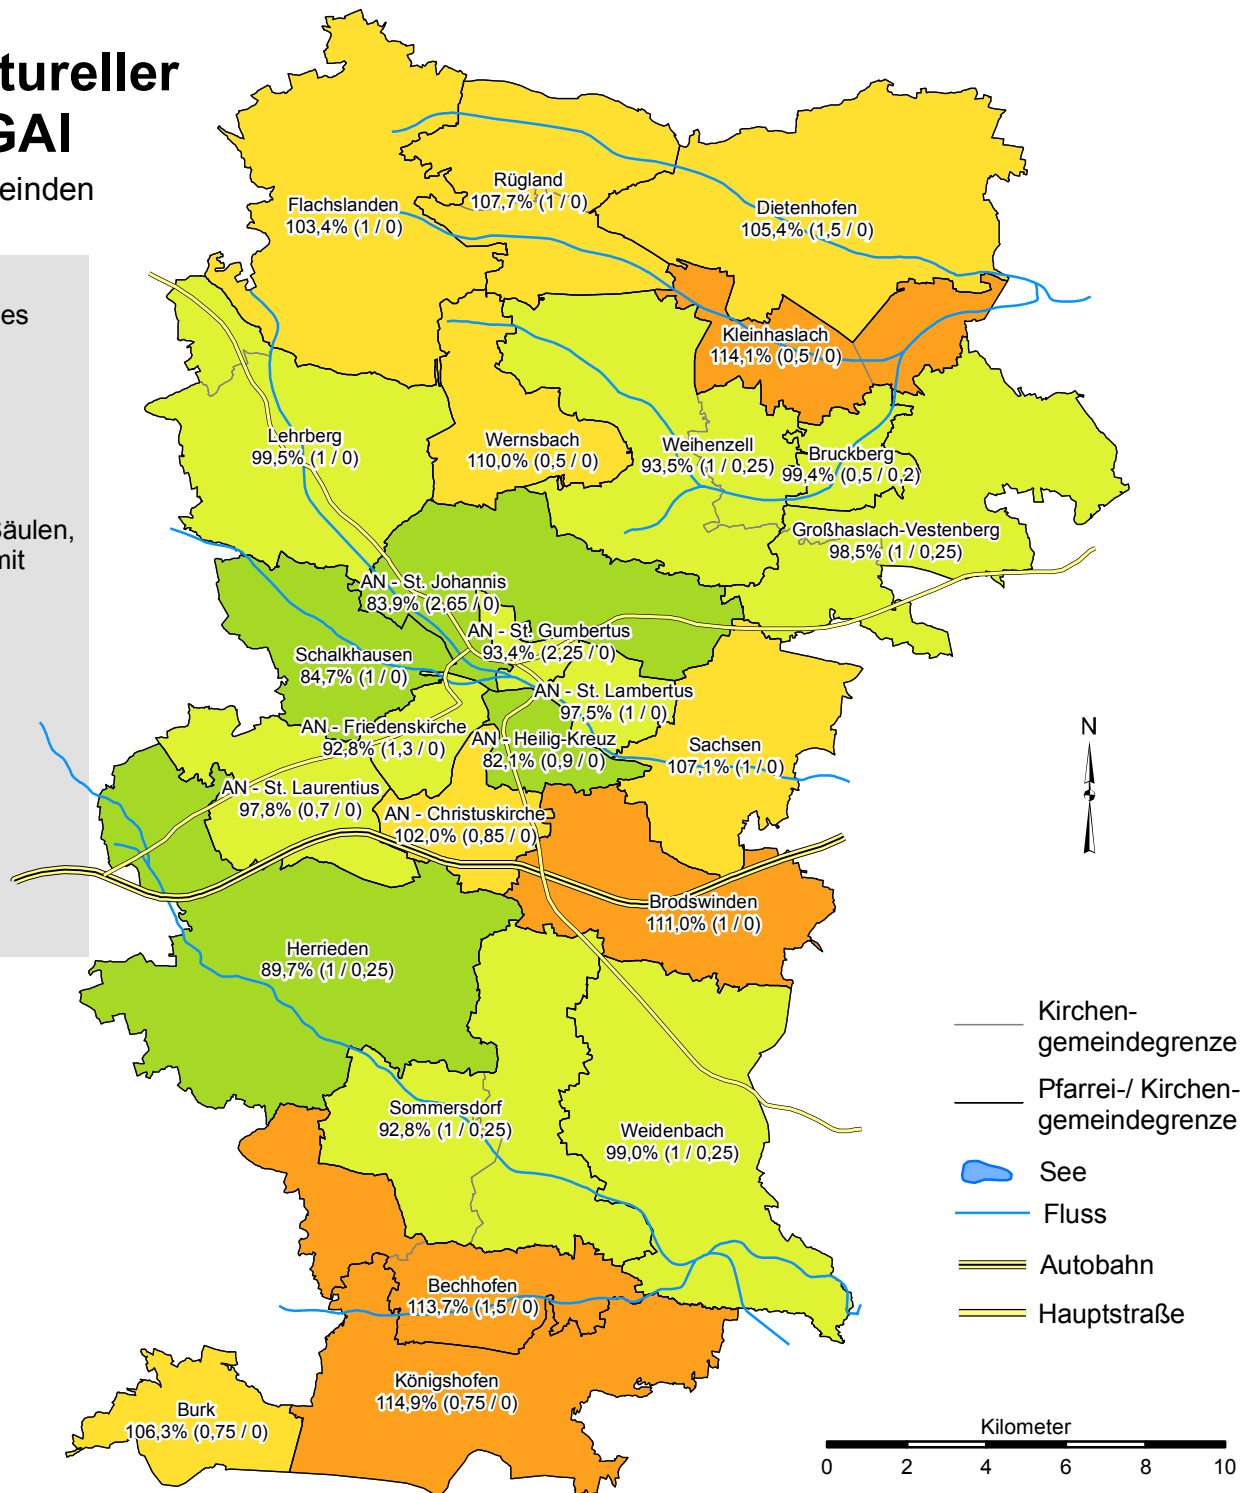 tureller
GAI
einden
es
Säulen,
mit
Flachslanden
103,4% (1 / 0)
Rügland
107,7% (1 / 0)
Dietenhofen
105,4% (1,5 / 0)
Kleinhaslach
114,1% (0,5 / 0)
Lehrberg
99,5% (1 / 0)
Wernsbach
110,0% (0,5 / 0)
Weihenzell
93,5% (1 / 0,25)
Bruckberg
99,4% (0,5 / 0,2)
Großhaslach-Vestenberg
98,5% (1 / 0,25)
AN - St. Johannis
83,9% (2,65 / 0)
AN - St. Gumbertus
93,4% (2,25 / 0)
Schalkhausen
84,7% (1 / 0)
AN - St. Lambertus
97,5% (1 / 0)
AN - Friedenskirche
92,8% (1,3 / 0)
AN - Heilig-Kreuz
82,1% (0,9 / 0)
Sachsen
107,1% (1 / 0)
AN - St. Laurentius
97,8% (0,7 / 0)
AN - Christuskirche
102,0% (0,85 / 0)
Brodswinden
111,0% (1 / 0)
Herrieden
89,7% (1 / 0,25)
Sommersdorf
92,8% (1 / 0,25)
Weidenbach
99,0% (1 / 0,25)
Bechhofen
113,7% (1,5 / 0)
Königshofen
114,9% (0,75 / 0)
Burk
106,3% (0,75 / 0)
N
Kirchen-
gemeindegrenze
Pfarrei-/ Kirchen-
gemeindegrenze
See
Fluss
Autobahn
Hauptstraße
Kilometer
0 2 4 6 8 10